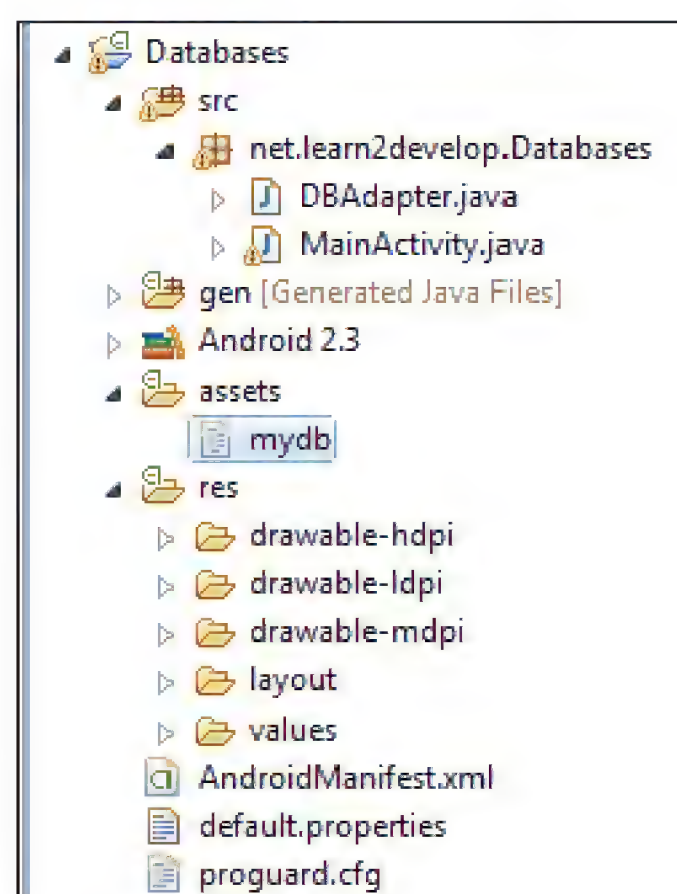 Databases
src
net.learn2develop.Databases
DBAdapter.java
MainActivity.java
gen [Generated Java Files]
Android 2.3
assets
mydb
res
drawable-hdpi
drawable-ldpi
drawable-mdpi
layout
values
AndroidManifest.xml
default.properties
proguard.cfg